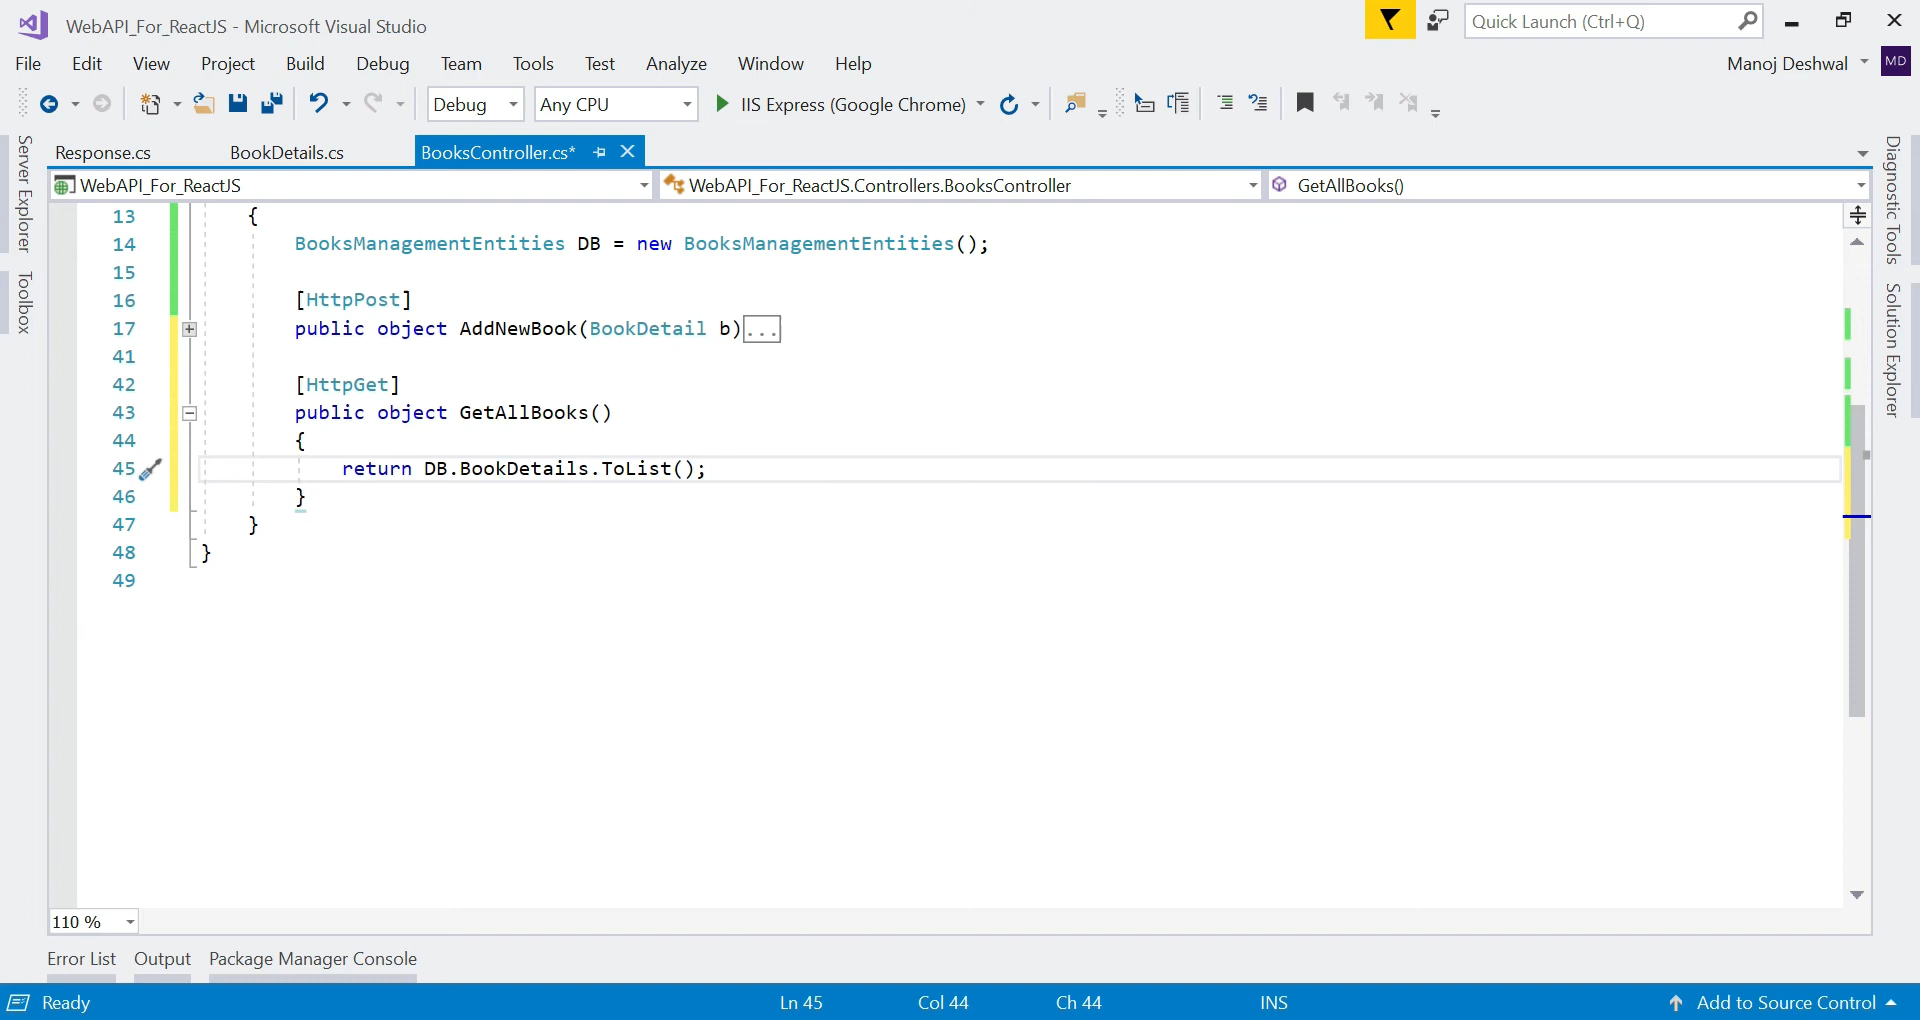 WebAPI_For_ReactJS - Microsoft Visual Studio
Quick Launch (Ctrl+Q)
File Edit View Project Build Debug Team Tools Test Analyze Window Help
Manoj Deshwal MD
Debug Any CPU IIS Express (Google Chrome)
Response.cs BookDetails.cs BooksController.cs*
WebAPI_For_ReactJS WebAPI_For_ReactJS.Controllers.BooksController GetAllBooks()
Server Explorer
Toolbox
Diagnostic Tools
Solution Explorer
13 {
14 BooksManagementEntities DB = new BooksManagementEntities();
15
16 [HttpPost]
17 public object AddNewBook(BookDetail b)...
41
42 [HttpGet]
43 public object GetAllBooks()
44 {
45 return DB.BookDetails.ToList();
46 }
47 }
48 }
49
110 %
Error List Output Package Manager Console
Ready Ln 45 Col 44 Ch 44 INS Add to Source Control